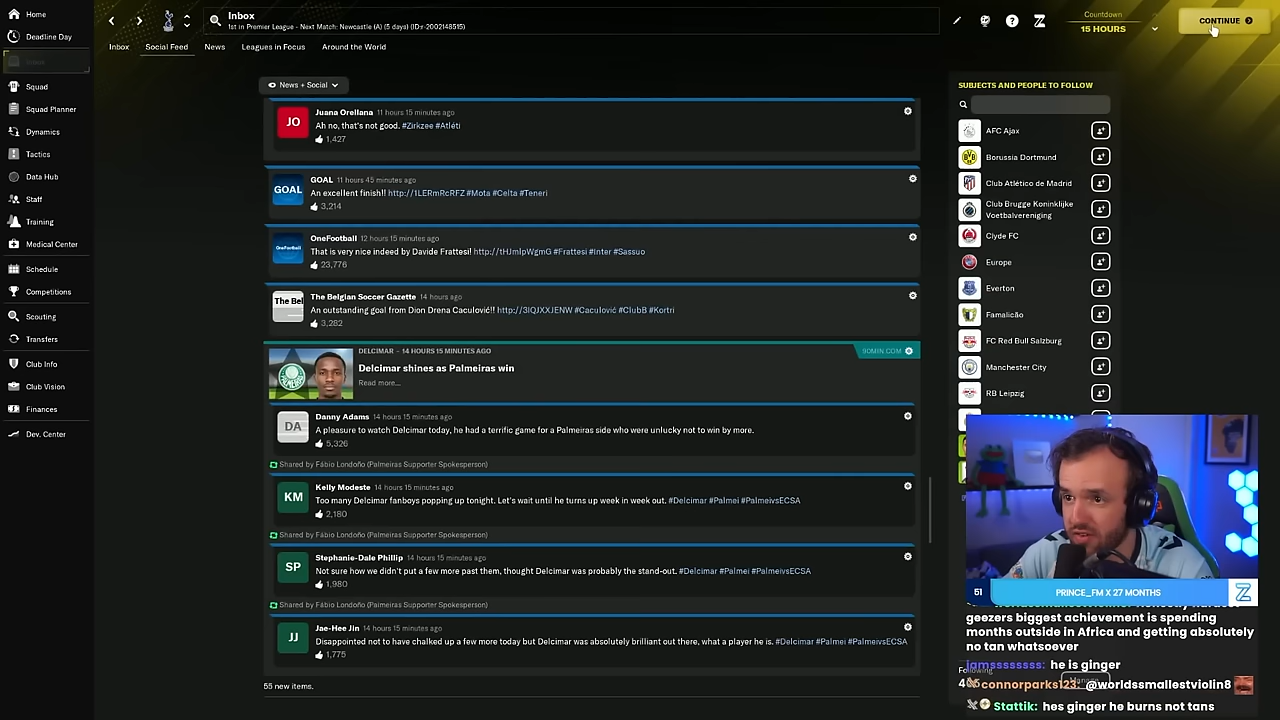 Home
Deadline Day
Squad
Squad Planner
Dynamics
Tactics
Data Hub
Staff
Training
Medical Center
Schedule
Competitions
Scouting
Transfers
Club Info
Club Vision
Finances
Dev. Center
Inbox
1st in Premier League - Next Match: Newcastle (A) (5 days) (ID:-2002148515)
Countdown
15 HOURS
CONTINUE
Inbox
Social Feed
News
Leagues in Focus
Around the World
News + Social
JO
Juana Orellana 11 hours 15 minutes ago
Ah no, that's not good. #Zirkzee #Atléti
1,427
GOAL
GOAL 11 hours 45 minutes ago
An excellent finish!! http://1LERmRcRFZ #Mota #Celta #Teneri
3,214
OneFootball
OneFootball 12 hours 15 minutes ago
That is very nice indeed by Davide Frattesi! http://tHJmlpWgmG #Frattesi #Inter #Sassuo
23,776
The Bel
The Belgian Soccer Gazette 14 hours ago
An outstanding goal from Dion Drena Caculović!! http://3IQJXXJENW #Caculović #ClubB #Kortri
3,282
DELCIMAR - 14 HOURS 15 MINUTES AGO
90MIN.COM
Delcimar shines as Palmeiras win
Read more...
DA
Danny Adams 14 hours 15 minutes ago
A pleasure to watch Delcimar today, he had a terrific game for a Palmeiras side who were unlucky not to win by more.
5,326
Shared by Fábio Londoño (Palmeiras Supporter Spokesperson)
KM
Kelly Modeste 14 hours 15 minutes ago
Too many Delcimar fanboys popping up tonight. Let's wait until he turns up week in week out. #Delcimar #Palmei #PalmeivsECSA
2,180
Shared by Fábio Londoño (Palmeiras Supporter Spokesperson)
SP
Stephanie-Dale Phillip 14 hours 15 minutes ago
Not sure how we didn't put a few more past them, thought Delcimar was probably the stand-out. #Delcimar #Palmei #PalmeivsECSA
1,980
Shared by Fábio Londoño (Palmeiras Supporter Spokesperson)
JJ
Jae-Hee Jin 14 hours 15 minutes ago
Disappointed not to have chalked up a few more today but Delcimar was absolutely brilliant out there, what a player he is. #Delcimar #Palmei #PalmeivsECSA
1,775
55 new items.
SUBJECTS AND PEOPLE TO FOLLOW
AFC Ajax
Borussia Dortmund
Club Atlético de Madrid
Club Brugge Koninklijke
Voetbalvereniging
Clyde FC
Europe
Everton
Famalicão
FC Red Bull Salzburg
Manchester City
RB Leipzig
51
PRINCE_FM X 27 MONTHS
geezers biggest achievement is spending
months outside in Africa and getting absolutely
no tan whatsoever
iamssssssss: he is ginger
connorparks123: @worldssmallestviolin8
Stattik: hes ginger he burns not tans